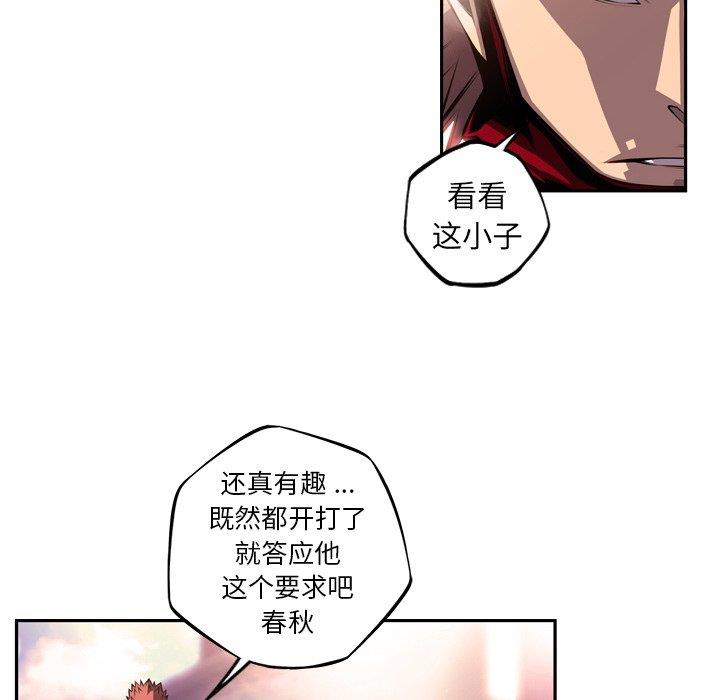 看看
这小子
还真有趣...
既然都开打了
就答应他
这个要求吧
春秋